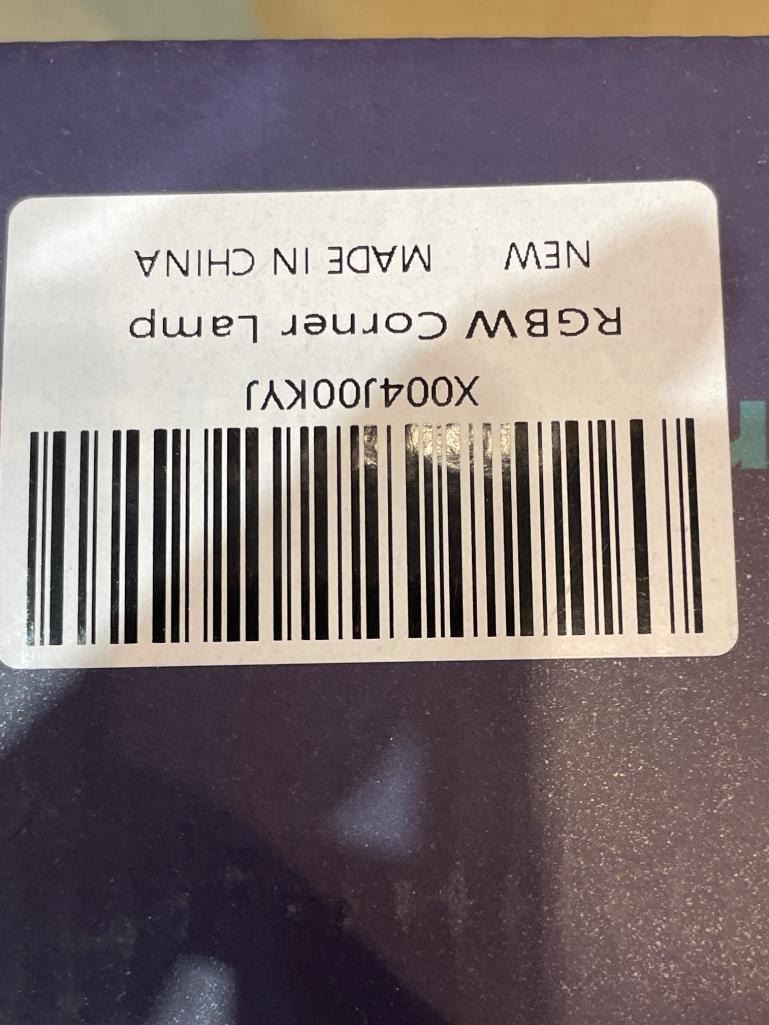 X004J00KYJ
RGBW Corner Lamp
NEW MADE IN CHINA